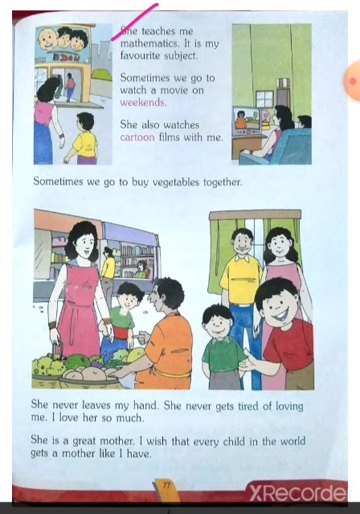 She teaches me
mathematics. It is my
favourite subject.
Sometimes we go to
watch a movie on
weekends.
She also watches
cartoon films with me.
Sometimes we go to buy vegetables together.
She never leaves my hand. She never gets tired of loving
me. I love her so much.
She is a great mother. I wish that every child in the world
gets a mother like I have.
77
XRecorder